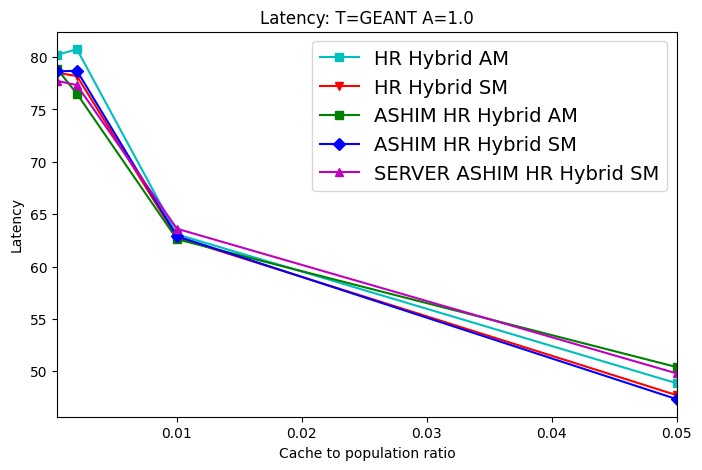 Latency: T=GEANT A=1.0
HR Hybrid AM
HR Hybrid SM
ASHIM HR Hybrid AM
ASHIM HR Hybrid SM
SERVER ASHIM HR Hybrid SM
Latency
80
75
70
65
60
55
50
0.01
0.02
0.03
0.04
0.05
Cache to population ratio